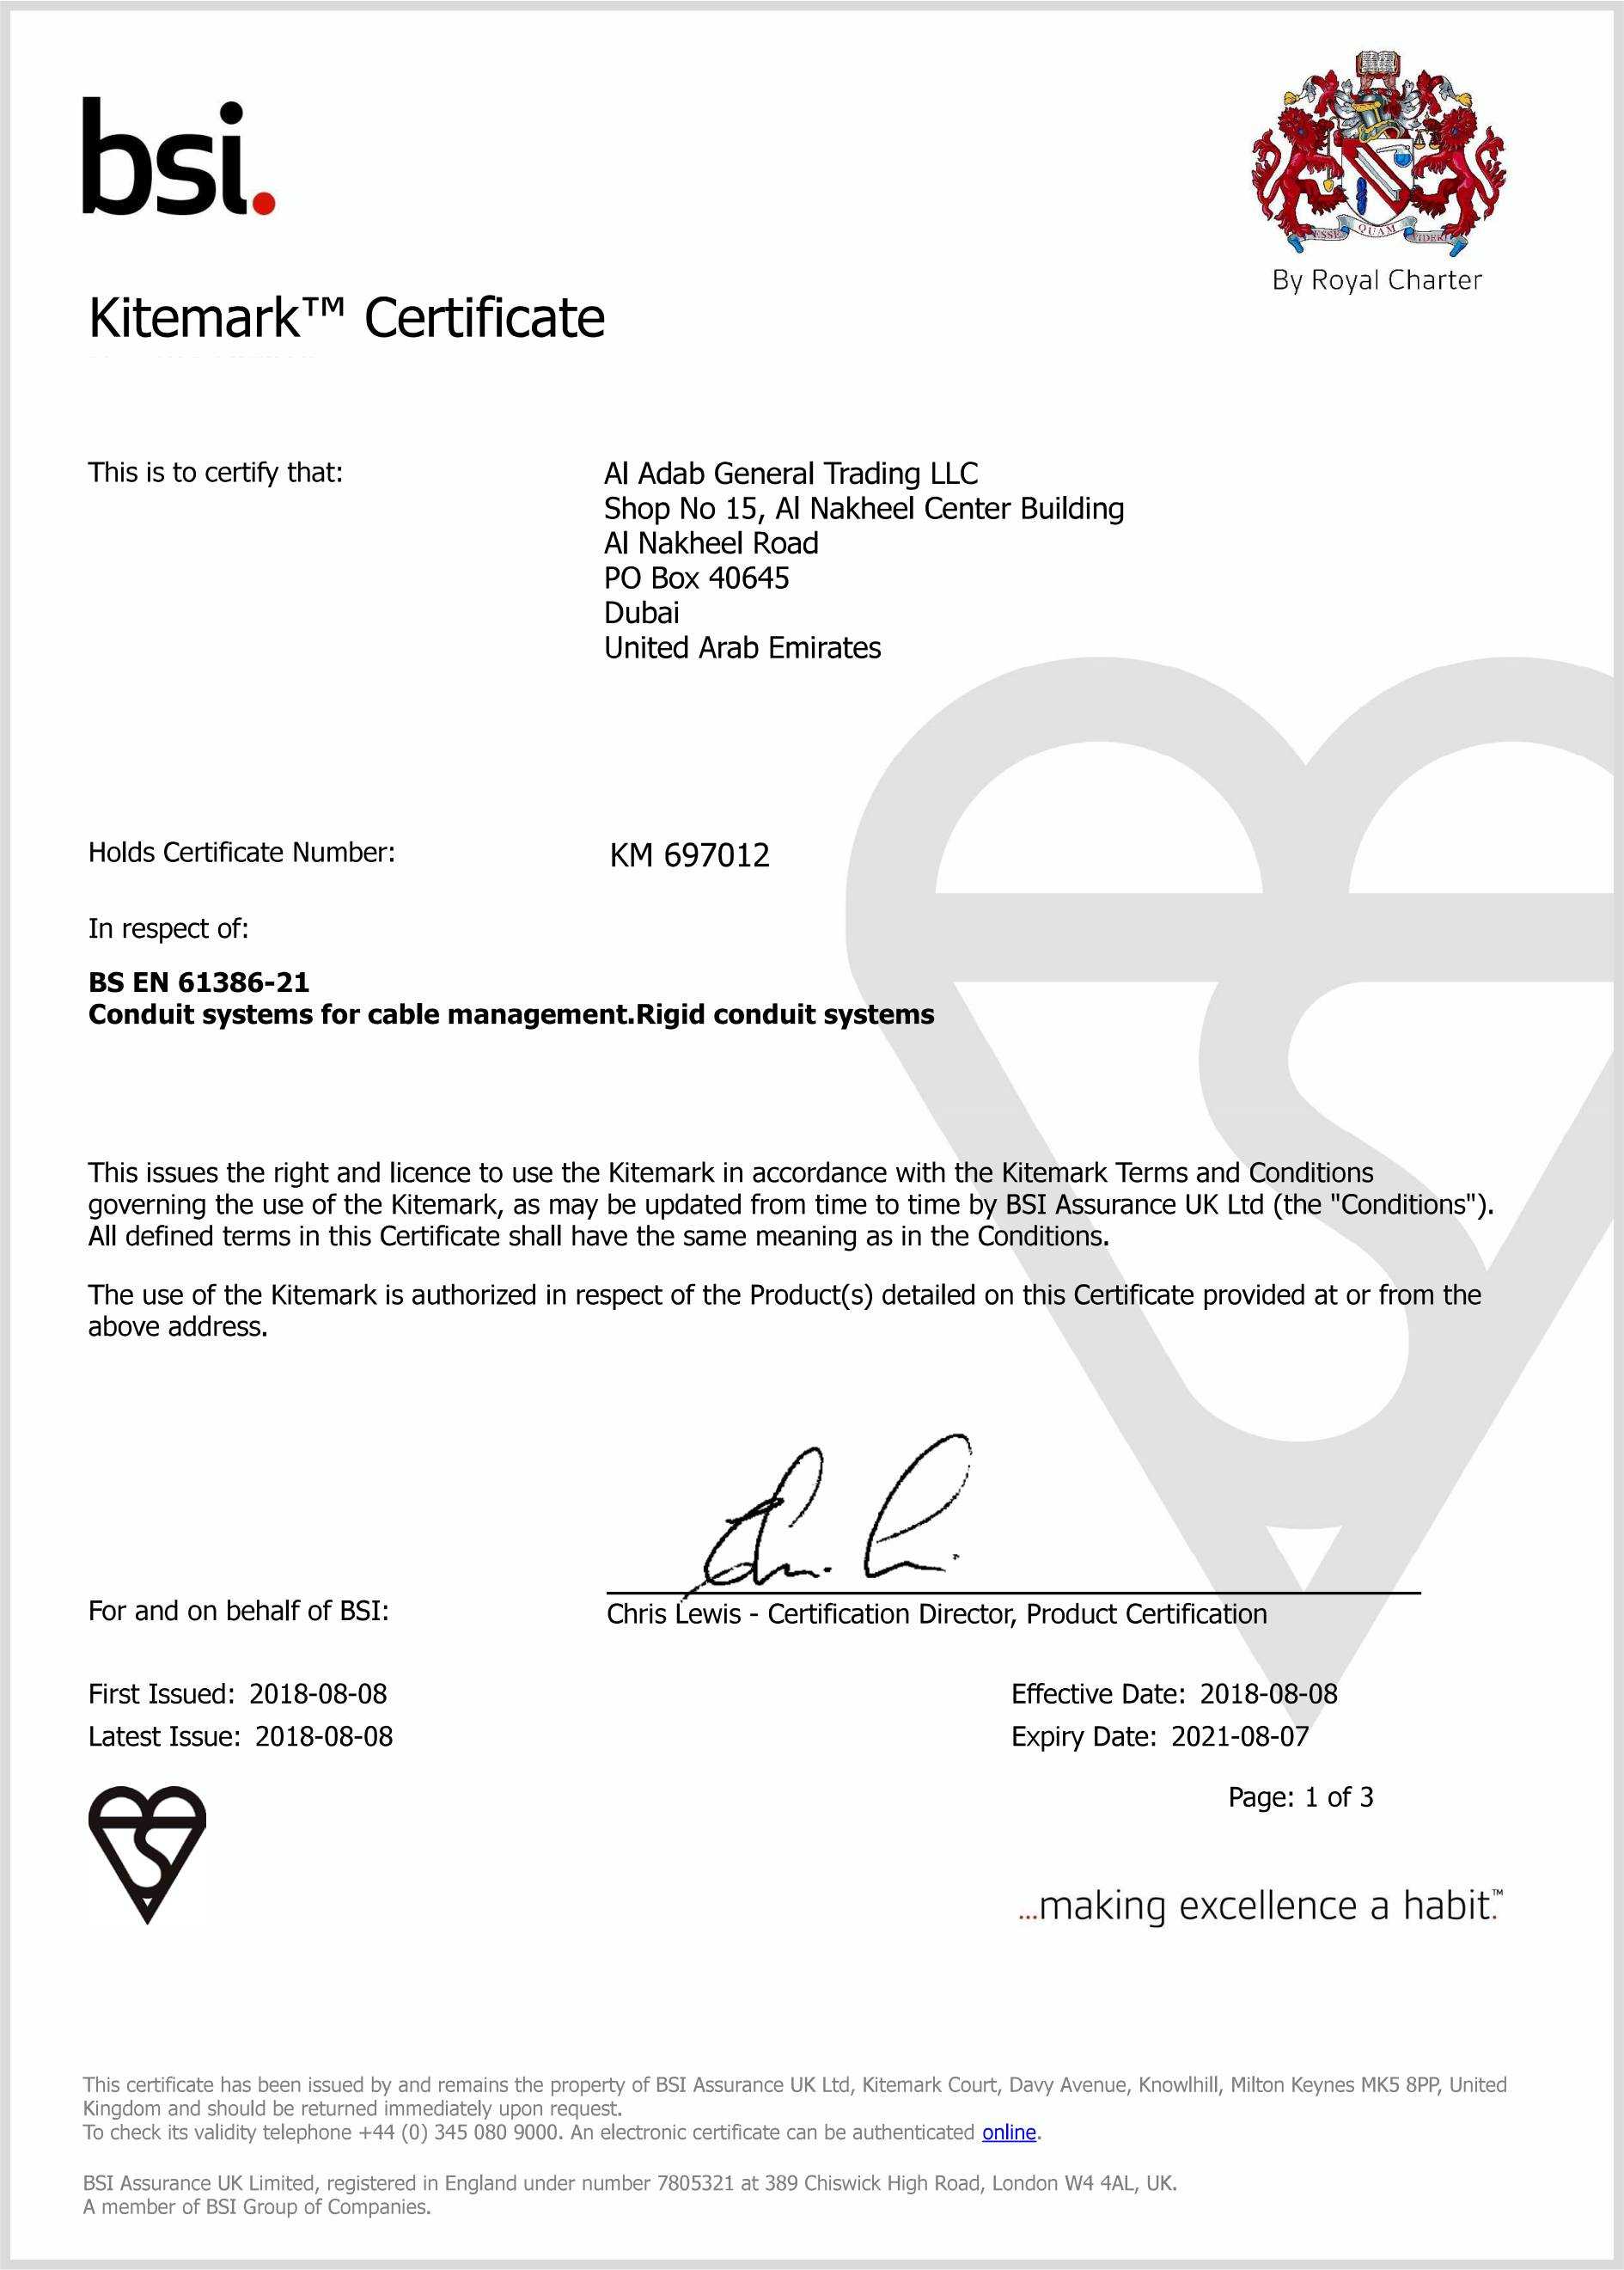 bsi.
ESSE QUAM VIDERI
By Royal Charter
Kitemark™ Certificate
This is to certify that:
Al Adab General Trading LLC
Shop No 15, Al Nakheel Center Building
Al Nakheel Road
PO Box 40645
Dubai
United Arab Emirates
Holds Certificate Number:
KM 697012
In respect of:
BS EN 61386-21
Conduit systems for cable management.Rigid conduit systems
This issues the right and licence to use the Kitemark in accordance with the Kitemark Terms and Conditions
governing the use of the Kitemark, as may be updated from time to time by BSI Assurance UK Ltd (the "Conditions").
All defined terms in this Certificate shall have the same meaning as in the Conditions.
The use of the Kitemark is authorized in respect of the Product(s) detailed on this Certificate provided at or from the
above address.
For and on behalf of BSI:
Chris Lewis - Certification Director, Product Certification
First Issued: 2018-08-08
Effective Date: 2018-08-08
Latest Issue: 2018-08-08
Expiry Date: 2021-08-07
Page: 1 of 3
...making excellence a habit.™
This certificate has been issued by and remains the property of BSI Assurance UK Ltd, Kitemark Court, Davy Avenue, Knowlhill, Milton Keynes MK5 8PP, United
Kingdom and should be returned immediately upon request.
To check its validity telephone +44 (0) 345 080 9000. An electronic certificate can be authenticated online.
BSI Assurance UK Limited, registered in England under number 7805321 at 389 Chiswick High Road, London W4 4AL, UK.
A member of BSI Group of Companies.